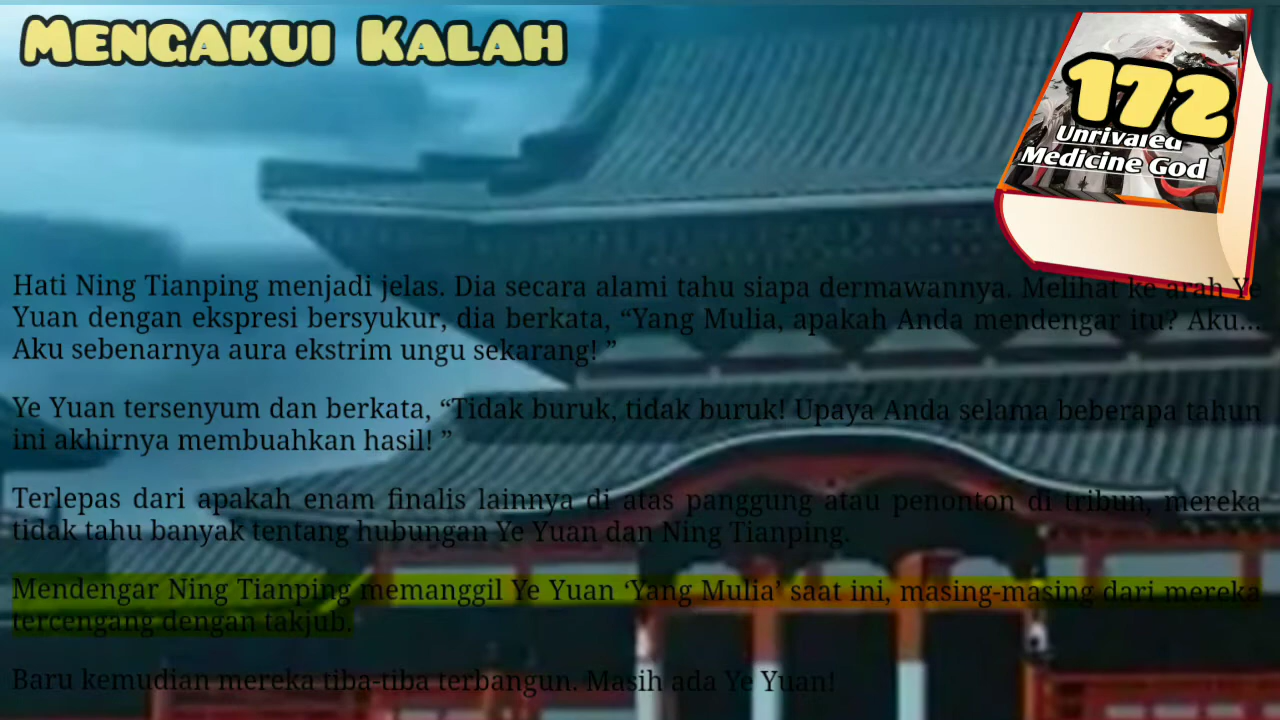 Mengakui Kalah
172
Unrivaled
Medicine God
Hati Ning Tianping menjadi jelas. Dia secara alami tahu siapa dermawannya. Melihat ke arah Ye
Yuan dengan ekspresi bersyukur, dia berkata, “Yang Mulia, apakah Anda mendengar itu? Aku...
Aku sebenarnya aura ekstrim ungu sekarang! ”
Ye Yuan tersenyum dan berkata, “Tidak buruk, tidak buruk! Upaya Anda selama beberapa tahun
ini akhirnya membuahkan hasil! ”
Terlepas dari apakah enam finalis lainnya di atas panggung atau penonton di tribun, mereka
tidak tahu banyak tentang hubungan Ye Yuan dan Ning Tianping.
Mendengar Ning Tianping memanggil Ye Yuan ‘Yang Mulia’ saat ini, masing-masing dari mereka
tercengang dengan takjub.
Baru kemudian mereka tiba-tiba terbangun. Masih ada Ye Yuan!